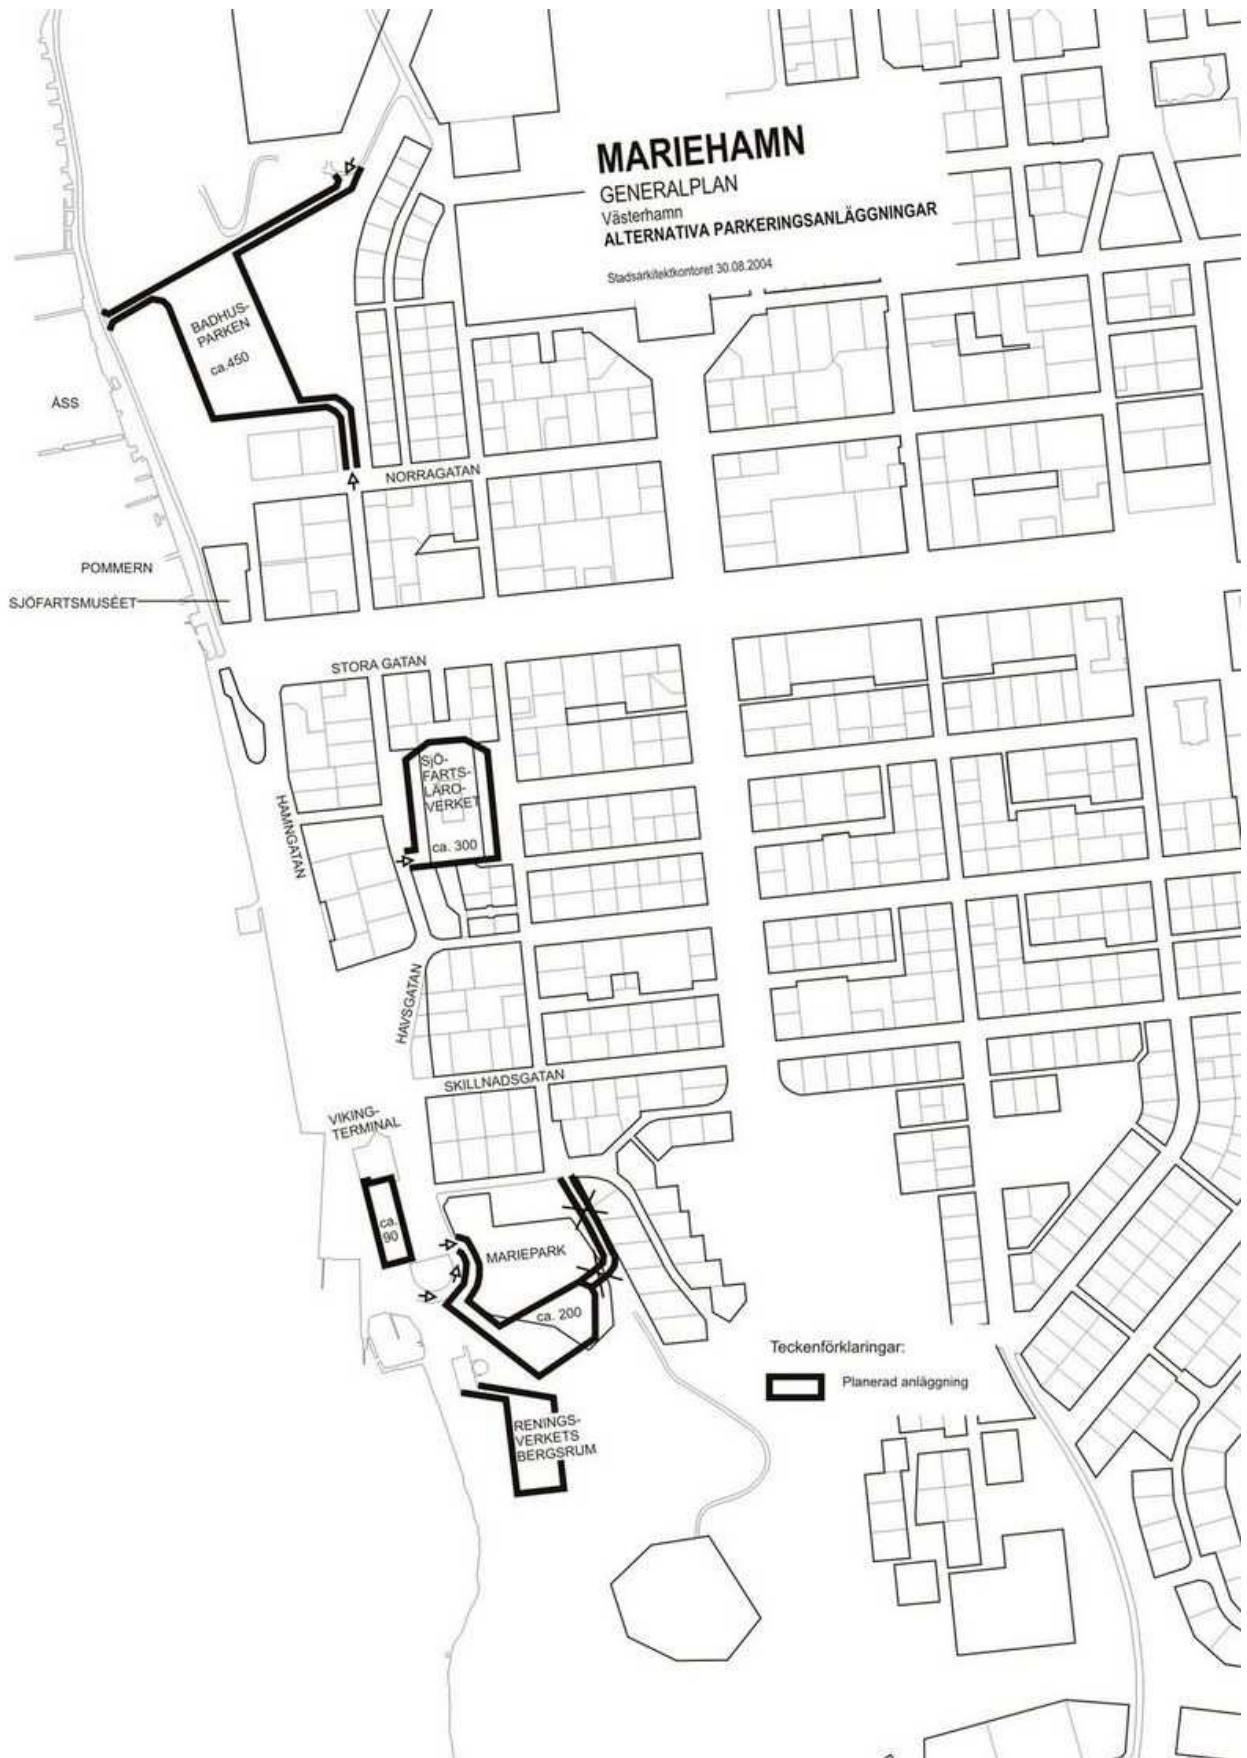 MARIEHAMN
GENERALPLAN
Västerhamn
ALTERNATIVA PARKERINGSANLÄGGNINGAR
Stadsarkitektkontoret 30.08.2004
BADHUS-
PARKEN
ca.450
ÅSS
NORRAGATAN
POMMERN
SJÖFARTSMUSÉET
STORA GATAN
SjÖ-
FARTS-
LÄRO-
VERKET
ca. 300
HAMNGATAN
HAVSGATAN
SKILLNADSGATAN
VIKING-
TERMINAL
ca.
90
MARIEPARK
ca. 200
Teckenförklaringar:
Planerad anläggning
RENINGS-
VERKETS
BERGSRUM